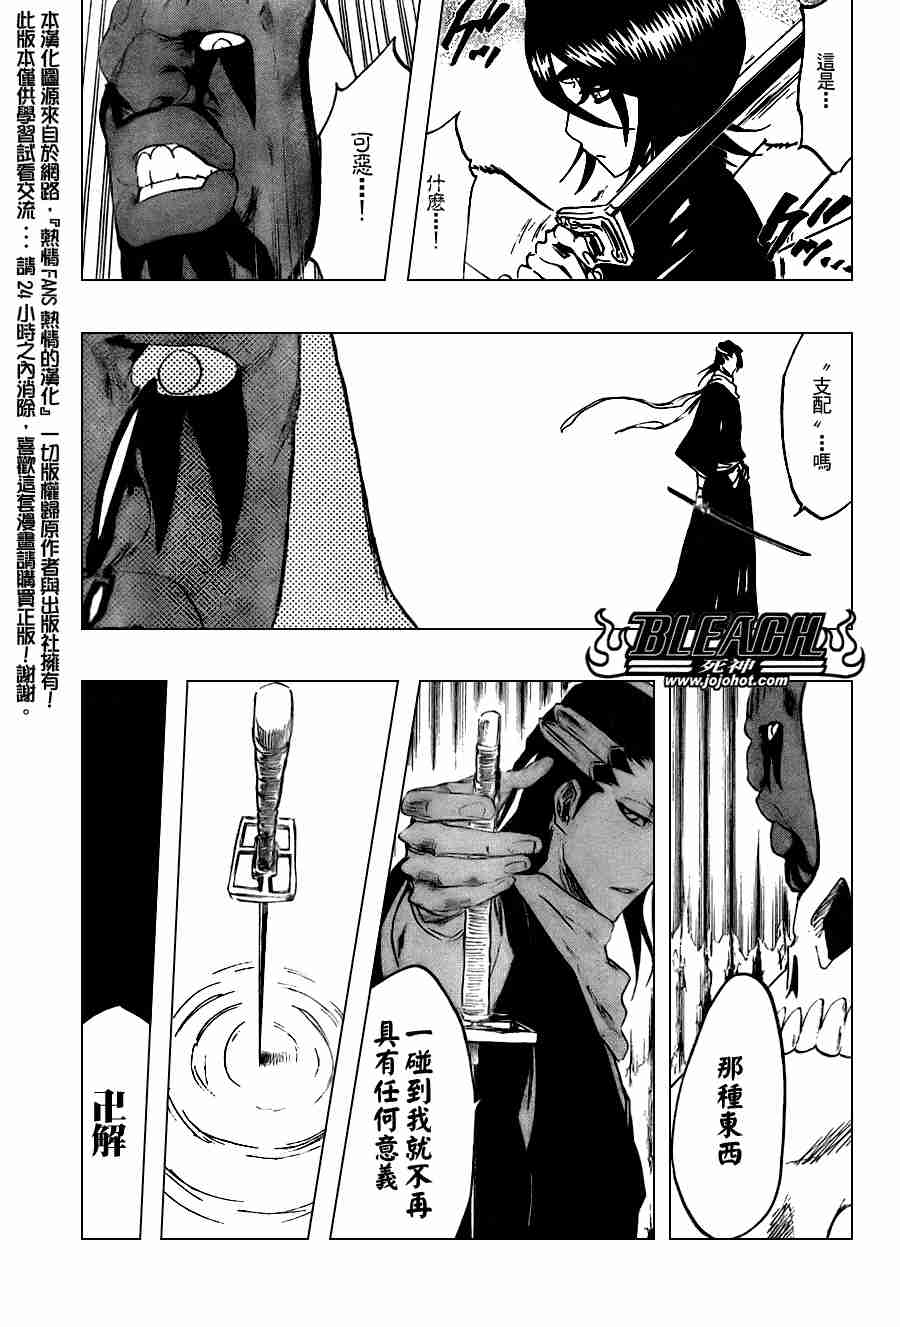 這是…
什麽…！
可惡…！
〝支配〞…嗎
BLEACH
死神
www.jojohot.com
那種東西
一碰到我就不再
具有任何意義
卍解
本漢化圖源來自於網路，『熱情FANS 熱情的漢化』一切版權歸原作者與出版社擁有！
此版本僅供學習試看交流…請24小時之內消除，喜歡這套漫畫請購買正版！謝謝。